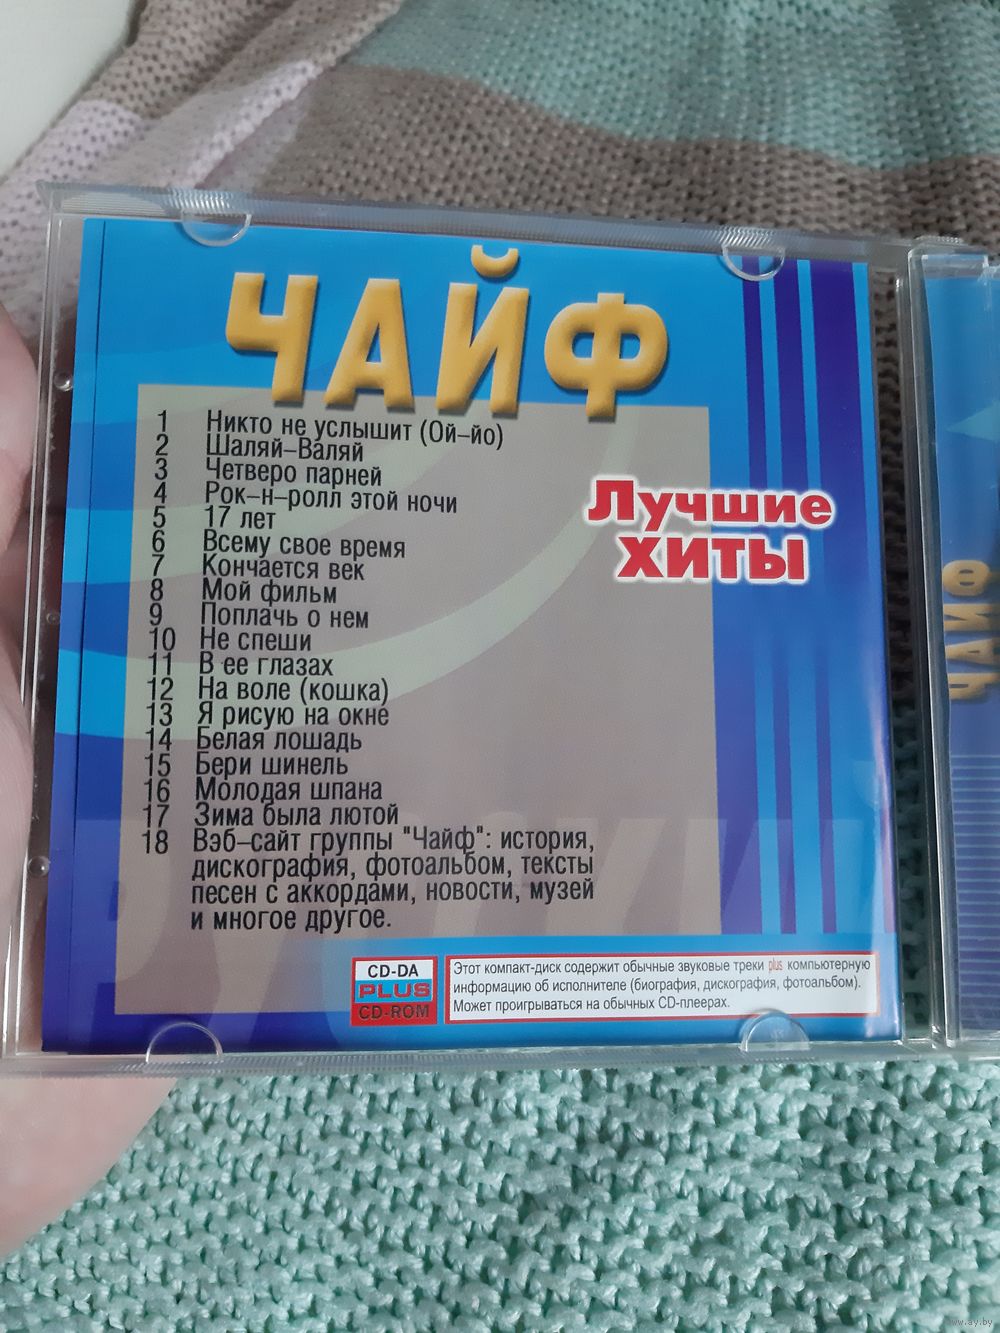 ЧАЙФ
1 Никто не услышит (Ой-йо)
2 Шаляй-Валяй
3 Четверо парней
4 Рок-н-ролл этой ночи
5 17 лет
6 Всему свое время
7 Кончается век
8 Мой фильм
9 Поплачь о нем
10 Не спеши
11 В ее глазах
12 На воле (кошка)
13 Я рисую на окне
14 Белая лошадь
15 Бери шинель
16 Молодая шпана
17 Зима была лютой
18 Вэб-сайт группы "Чайф": история,
дискография, фотоальбом, тексты
песен с аккордами, новости, музей
и многое другое.
Лучшие
ХИТЫ
CD-DA
PLUS
CD-ROM
Этот компакт-диск содержит обычные звуковые треки plus компьютерную
информацию об исполнителе (биография, дискография, фотоальбом).
Может проигрываться на обычных CD-плеерах.
ЧАЙФ
www.ay.by